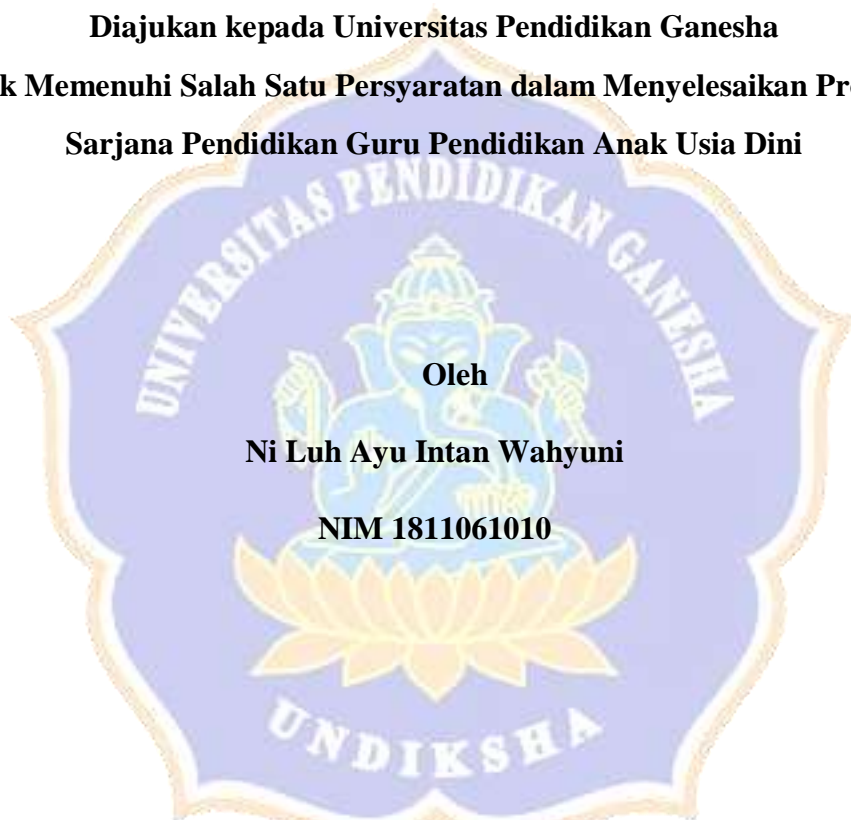 Diajukan kepada Universitas Pendidikan Ganesha
Memenuhi Salah Satu Persyaratan dalam Menyelesaikan
Sarjana Pendidikan Guru Pendidikan Anak Usia Dini
UNIVERSITAS PENDIDIKAN GANESHA
Oleh
Ni Luh Ayu Intan Wahyuni
NIM 1811061010
UNDIKSHA